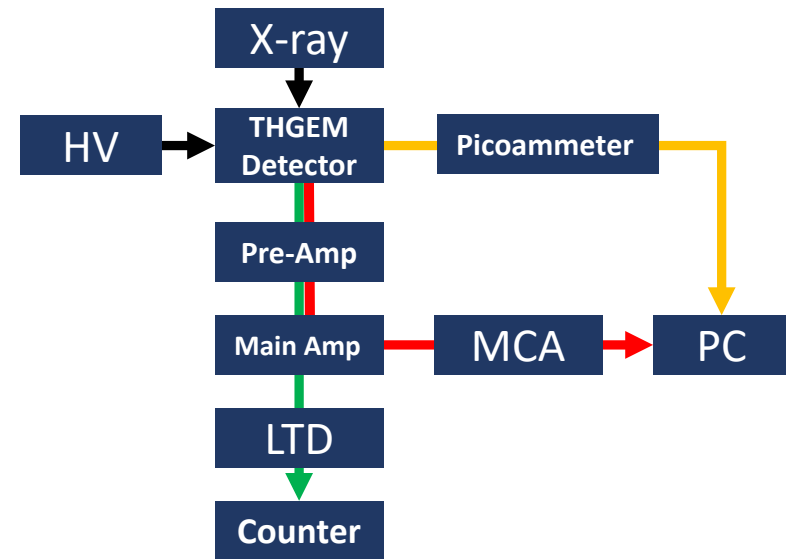 X-ray
HV
THGEM
Detector
Picoammeter
Pre-Amp
Main Amp
MCA
PC
LTD
Counter